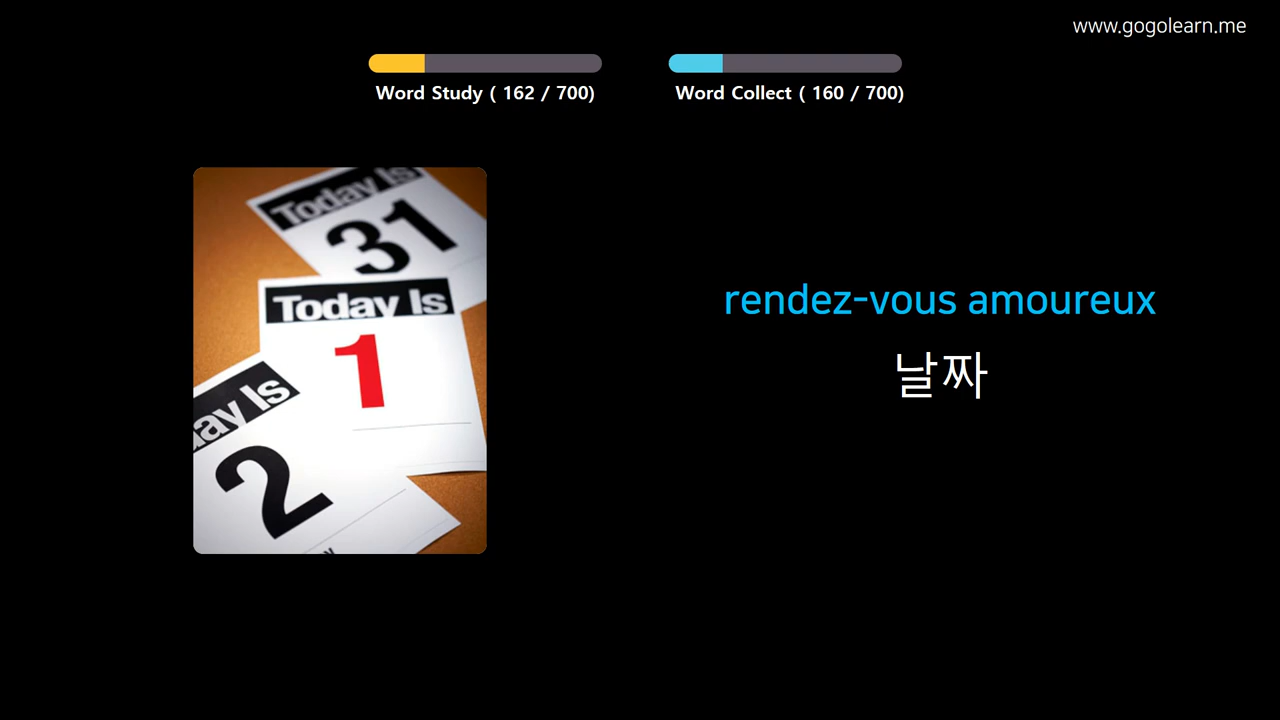 www.gogolearn.me
Word Study ( 162 / 700)
Word Collect ( 160 / 700)
Today Is
31
Today Is
1
day Is
2
rendez-vous amoureux
날짜